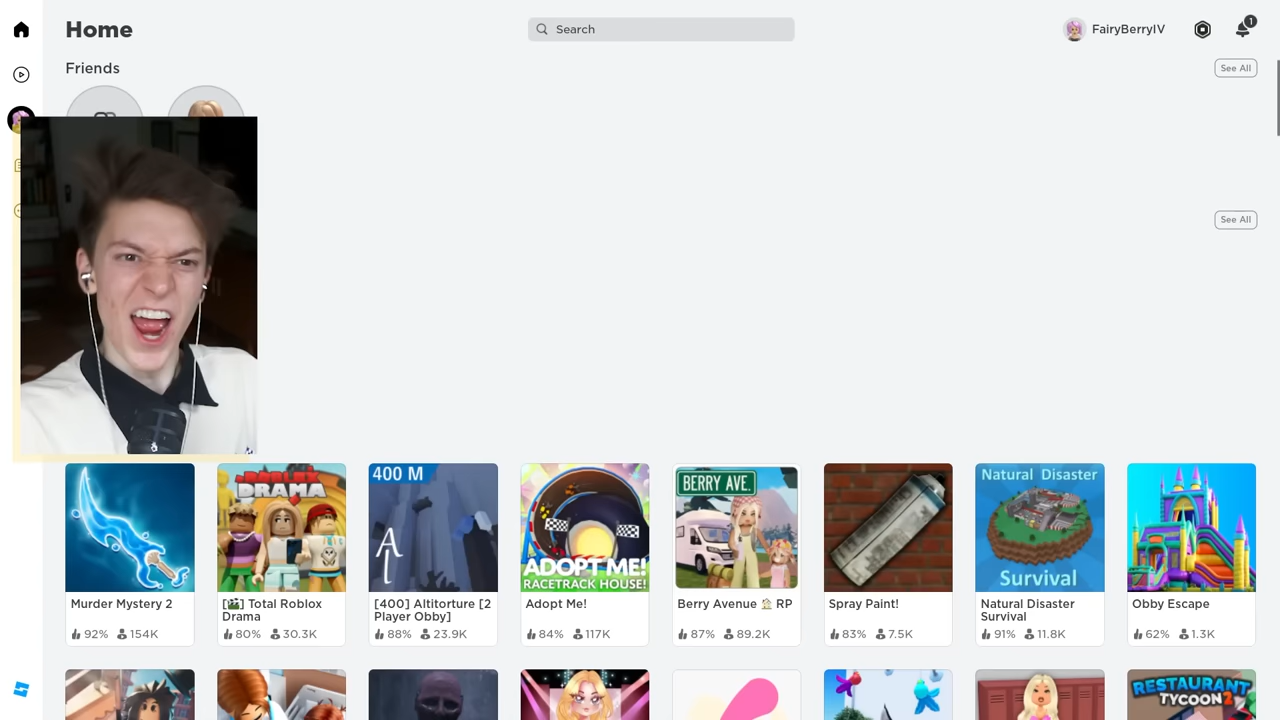 Home
Search
FairyBerryIV
1
Friends
See All
See All
400 M
ROBLOX
DRAMA
A
BERRY AVE.
ADOPT ME!
RACETRACK HOUSE!
Natural Disaster
Survival
Murder Mystery 2
92% 154K
[🎬] Total Roblox
Drama
80% 30.3K
[400] Altitorture [2
Player Obby]
88% 23.9K
Adopt Me!
84% 117K
Berry Avenue 🏠 RP
87% 89.2K
Spray Paint!
83% 7.5K
Natural Disaster
Survival
91% 11.8K
Obby Escape
62% 1.3K
RESTAURANT
TYCOON 2